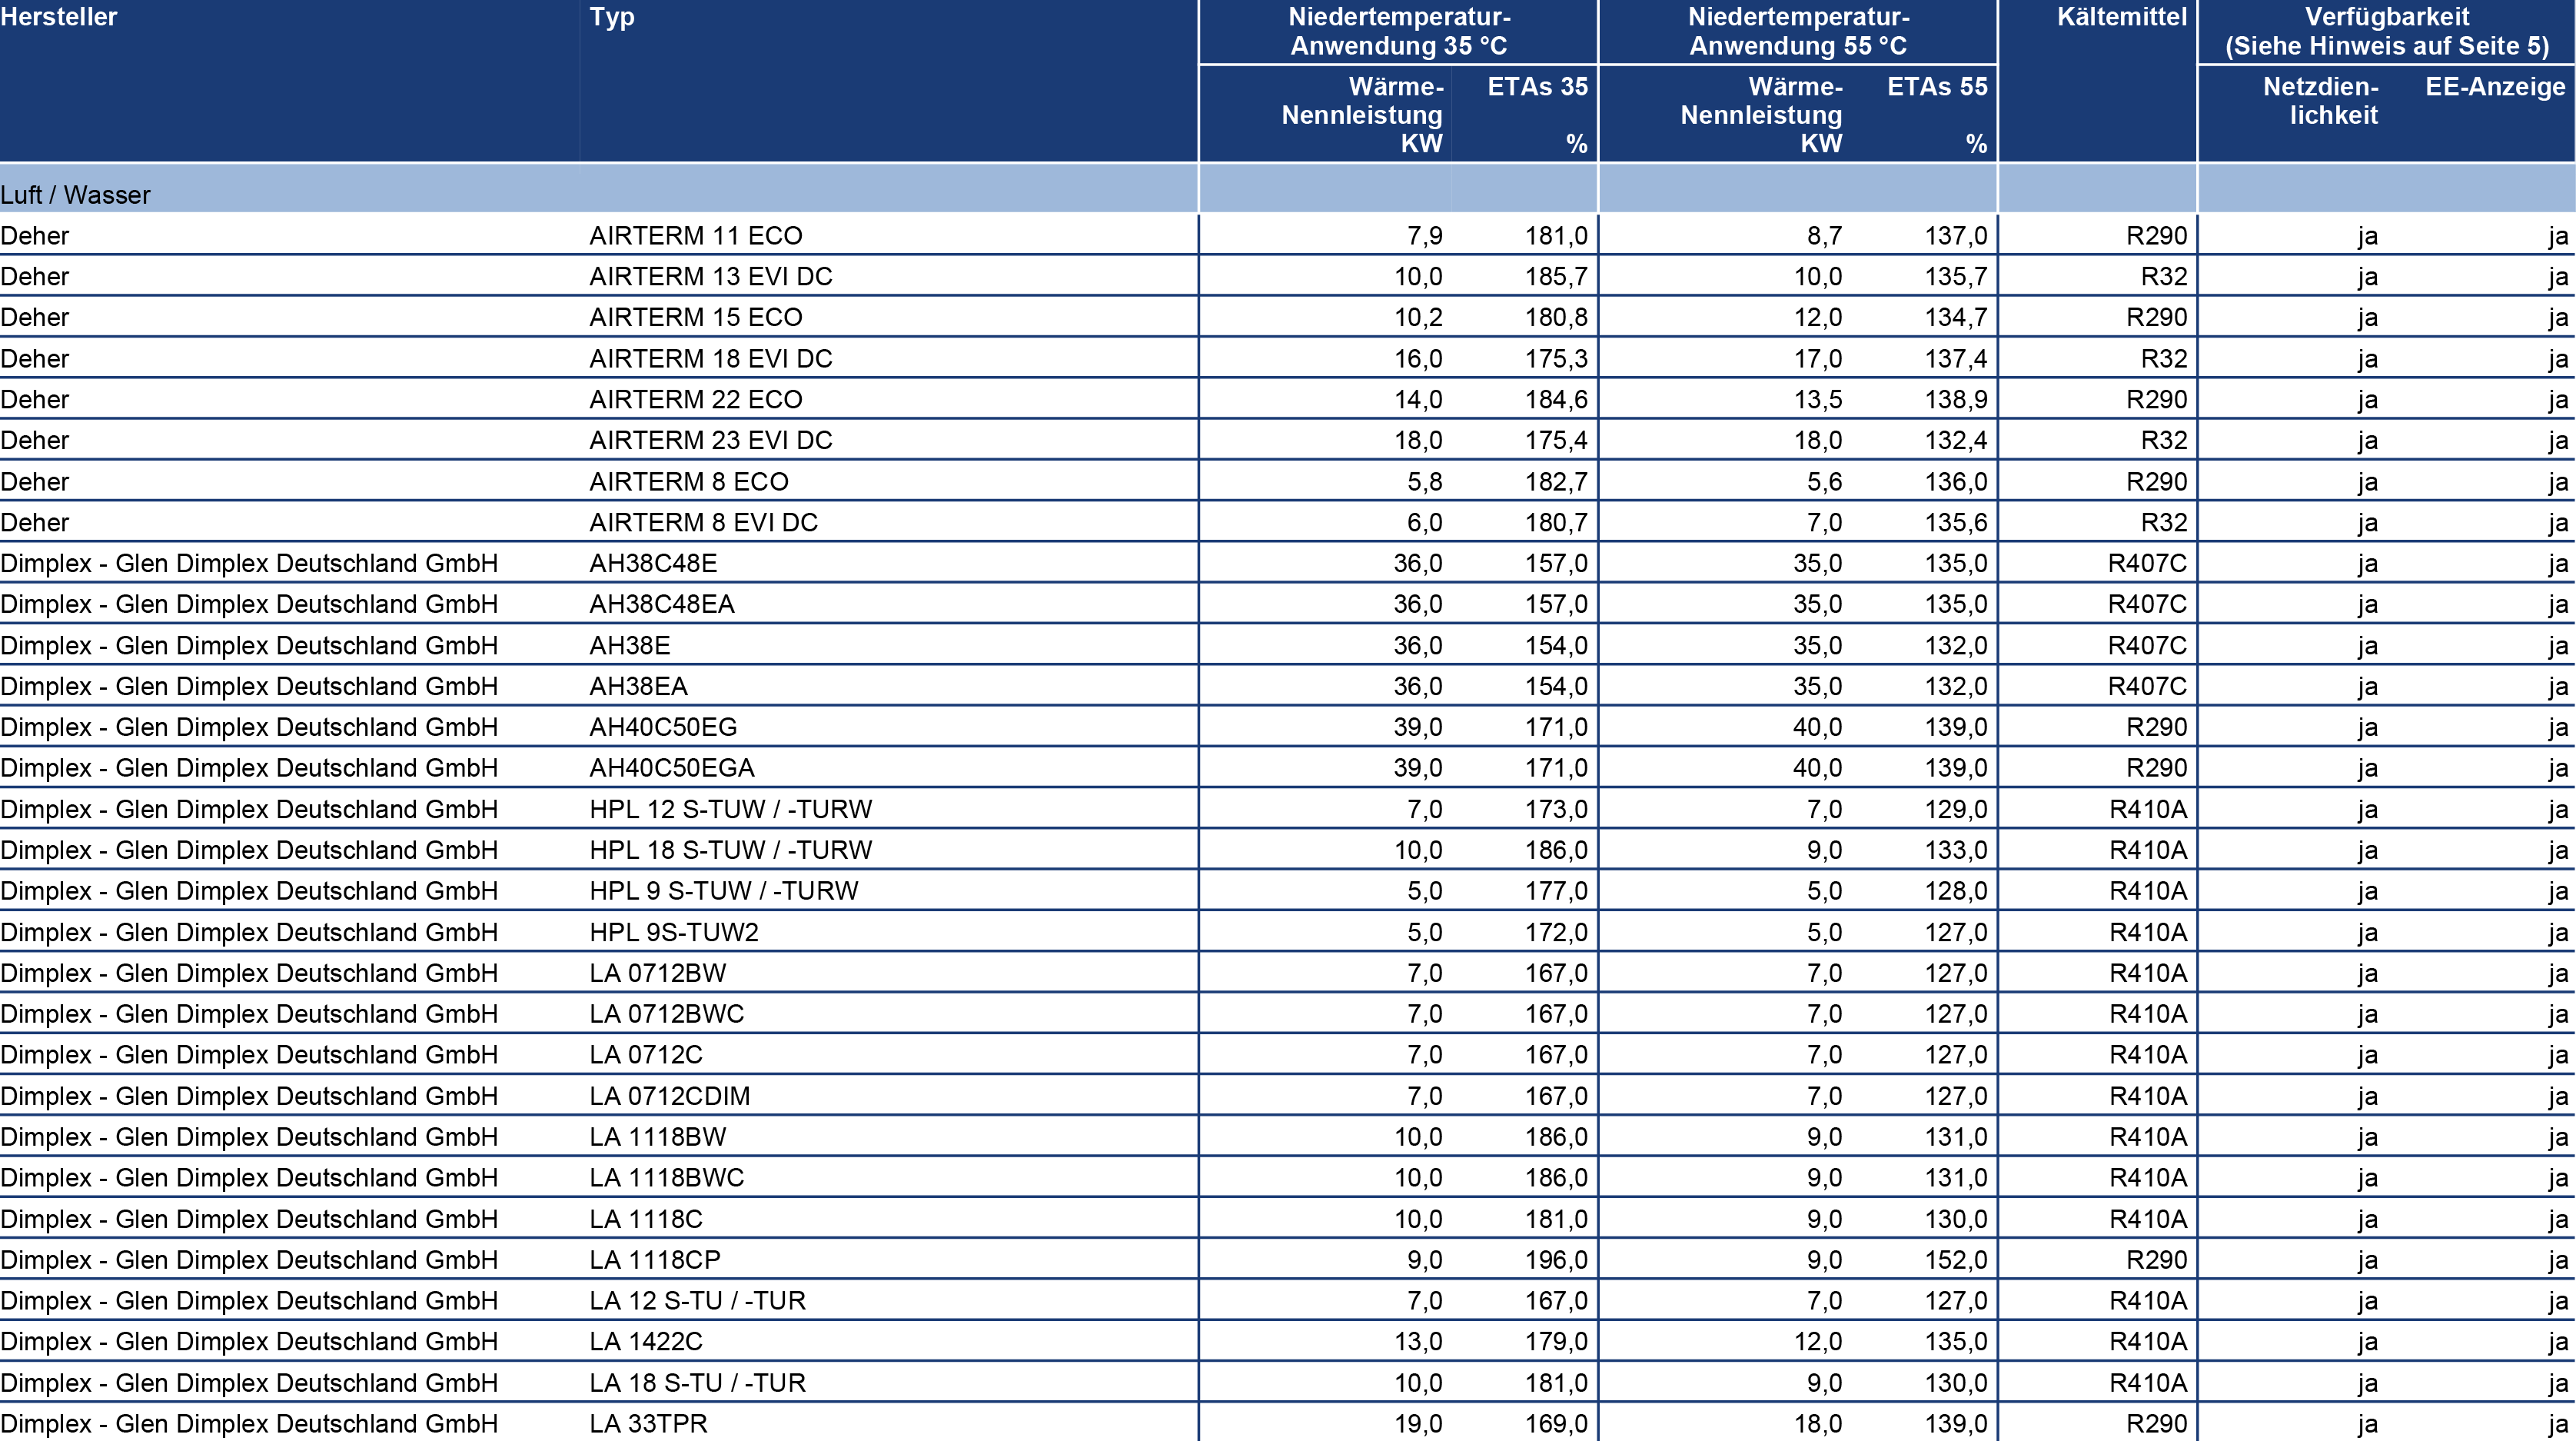 Hersteller Typ Niedertemperatur- Niedertemperatur- Kältemittel Verfügbarkeit
Anwendung 35 °C Anwendung 55 °C (Siehe Hinweis auf Seite 5)
Wärme- ETAs 35 Wärme- ETAs 55 Netzdien- EE-Anzeige
Nennleistung Nennleistung lichkeit
KW % KW %
Luft / Wasser
Deher AIRTERM 11 ECO 7,9 181,0 8,7 137,0 R290 ja ja
Deher AIRTERM 13 EVI DC 10,0 185,7 10,0 135,7 R32 ja ja
Deher AIRTERM 15 ECO 10,2 180,8 12,0 134,7 R290 ja ja
Deher AIRTERM 18 EVI DC 16,0 175,3 17,0 137,4 R32 ja ja
Deher AIRTERM 22 ECO 14,0 184,6 13,5 138,9 R290 ja ja
Deher AIRTERM 23 EVI DC 18,0 175,4 18,0 132,4 R32 ja ja
Deher AIRTERM 8 ECO 5,8 182,7 5,6 136,0 R290 ja ja
Deher AIRTERM 8 EVI DC 6,0 180,7 7,0 135,6 R32 ja ja
Dimplex - Glen Dimplex Deutschland GmbH AH38C48E 36,0 157,0 35,0 135,0 R407C ja ja
Dimplex - Glen Dimplex Deutschland GmbH AH38C48EA 36,0 157,0 35,0 135,0 R407C ja ja
Dimplex - Glen Dimplex Deutschland GmbH AH38E 36,0 154,0 35,0 132,0 R407C ja ja
Dimplex - Glen Dimplex Deutschland GmbH AH38EA 36,0 154,0 35,0 132,0 R407C ja ja
Dimplex - Glen Dimplex Deutschland GmbH AH40C50EG 39,0 171,0 40,0 139,0 R290 ja ja
Dimplex - Glen Dimplex Deutschland GmbH AH40C50EGA 39,0 171,0 40,0 139,0 R290 ja ja
Dimplex - Glen Dimplex Deutschland GmbH HPL 12 S-TUW / -TURW 7,0 173,0 7,0 129,0 R410A ja ja
Dimplex - Glen Dimplex Deutschland GmbH HPL 18 S-TUW / -TURW 10,0 186,0 9,0 133,0 R410A ja ja
Dimplex - Glen Dimplex Deutschland GmbH HPL 9 S-TUW / -TURW 5,0 177,0 5,0 128,0 R410A ja ja
Dimplex - Glen Dimplex Deutschland GmbH HPL 9S-TUW2 5,0 172,0 5,0 127,0 R410A ja ja
Dimplex - Glen Dimplex Deutschland GmbH LA 0712BW 7,0 167,0 7,0 127,0 R410A ja ja
Dimplex - Glen Dimplex Deutschland GmbH LA 0712BWC 7,0 167,0 7,0 127,0 R410A ja ja
Dimplex - Glen Dimplex Deutschland GmbH LA 0712C 7,0 167,0 7,0 127,0 R410A ja ja
Dimplex - Glen Dimplex Deutschland GmbH LA 0712CDIM 7,0 167,0 7,0 127,0 R410A ja ja
Dimplex - Glen Dimplex Deutschland GmbH LA 1118BW 10,0 186,0 9,0 131,0 R410A ja ja
Dimplex - Glen Dimplex Deutschland GmbH LA 1118BWC 10,0 186,0 9,0 131,0 R410A ja ja
Dimplex - Glen Dimplex Deutschland GmbH LA 1118C 10,0 181,0 9,0 130,0 R410A ja ja
Dimplex - Glen Dimplex Deutschland GmbH LA 1118CP 9,0 196,0 9,0 152,0 R290 ja ja
Dimplex - Glen Dimplex Deutschland GmbH LA 12 S-TU / -TUR 7,0 167,0 7,0 127,0 R410A ja ja
Dimplex - Glen Dimplex Deutschland GmbH LA 1422C 13,0 179,0 12,0 135,0 R410A ja ja
Dimplex - Glen Dimplex Deutschland GmbH LA 18 S-TU / -TUR 10,0 181,0 9,0 130,0 R410A ja ja
Dimplex - Glen Dimplex Deutschland GmbH LA 33TPR 19,0 169,0 18,0 139,0 R290 ja ja